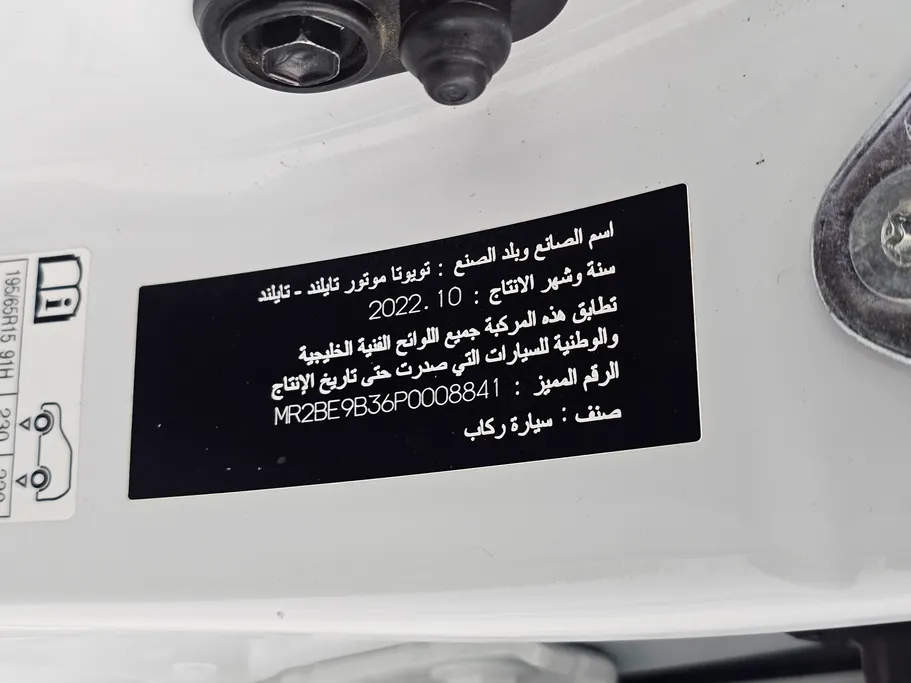 اسم الصانع وبلد الصنع : تويوتا موتور تايلند - تايلند
سنة وشهر الانتاج : 2022.10
تطابق هذه المركبة جميع اللوائح الفنية الخليجية
والوطنية للسيارات التي صدرت حتى تاريخ الإنتاج
الرقم المميز : MR2BE9B36P0008841
صنف : سيارة ركاب
195/65R15 91H
230